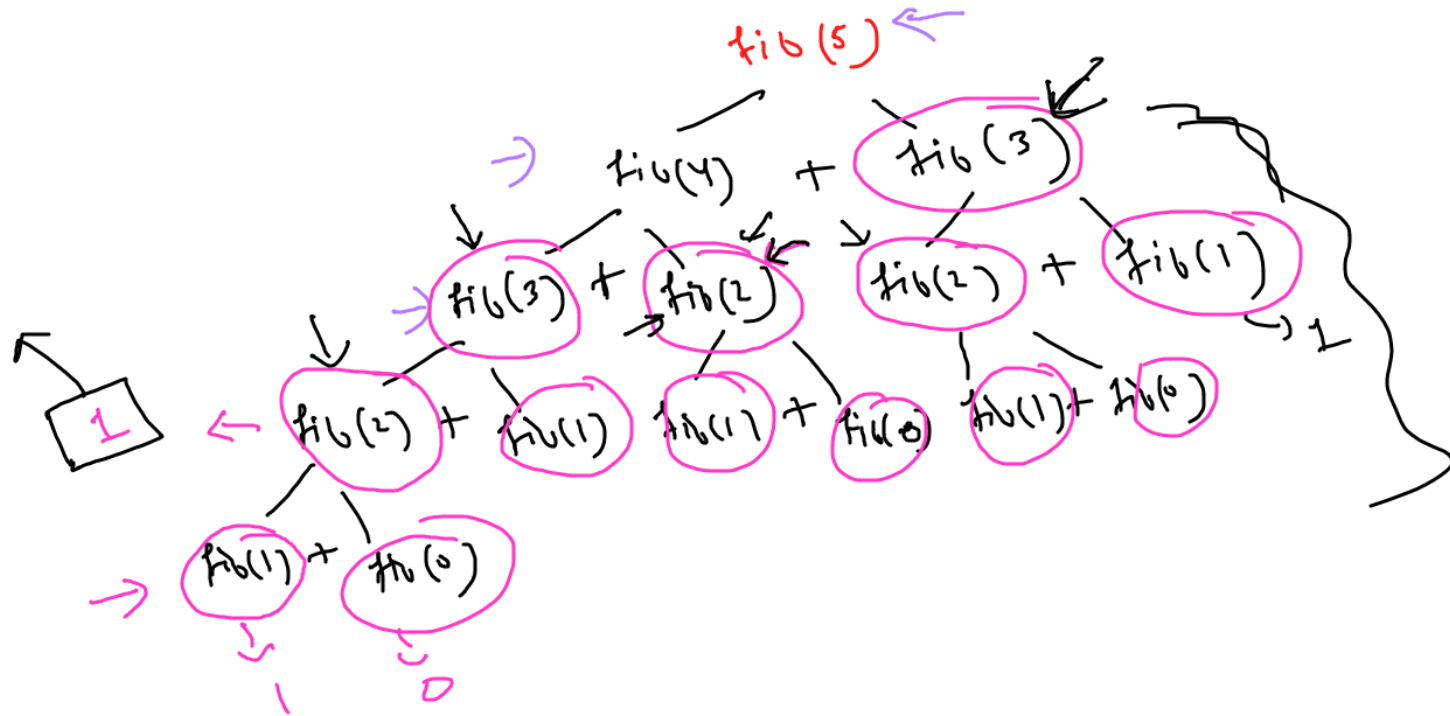 fib(5)
fib(4) + fib(3)
fib(3) + fib(2) fib(2) + fib(1)
1
1 fib(2) + fib(1) fib(1) + fib(0) fib(1) + fib(0)
fib(1) + fib(0)
1 0